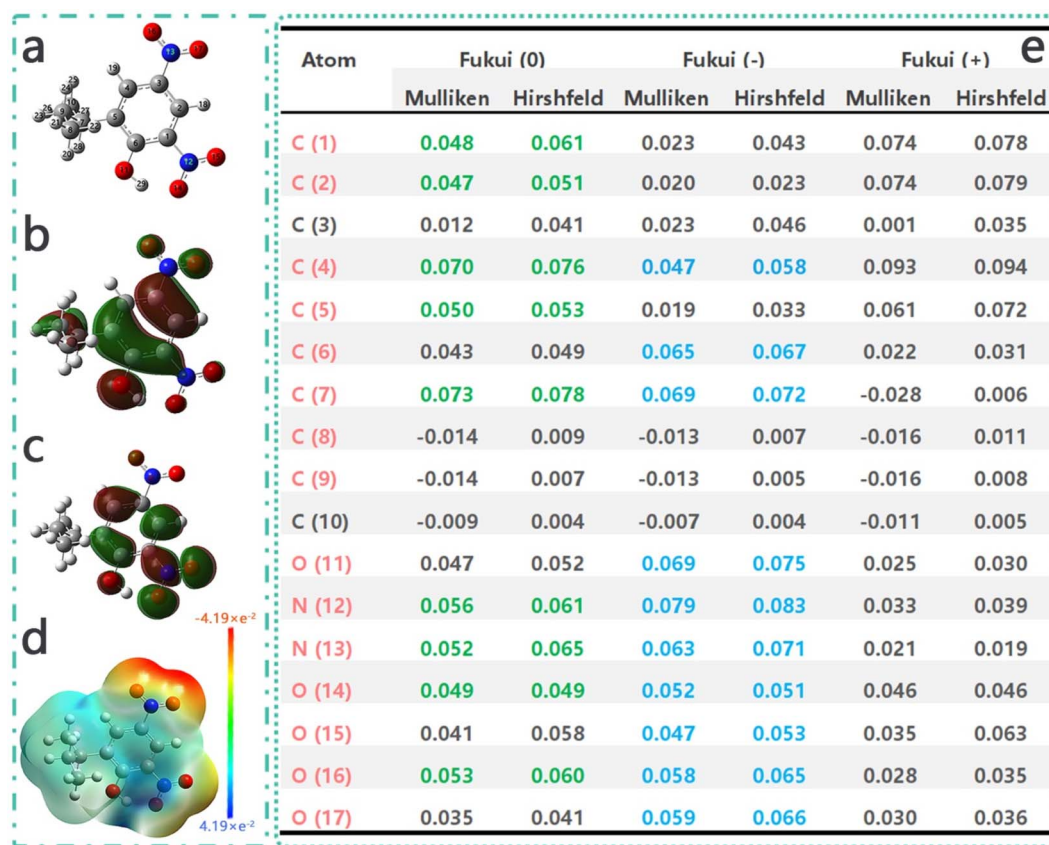 a
b
c
-4.19×e⁻²
d
4.19×e⁻²
e
Atom Fukui (0) Fukui (-) Fukui (+)
Mulliken Hirshfeld Mulliken Hirshfeld Mulliken Hirshfeld
C (1) 0.048 0.061 0.023 0.043 0.074 0.078
C (2) 0.047 0.051 0.020 0.023 0.074 0.079
C (3) 0.012 0.041 0.023 0.046 0.001 0.035
C (4) 0.070 0.076 0.047 0.058 0.093 0.094
C (5) 0.050 0.053 0.019 0.033 0.061 0.072
C (6) 0.043 0.049 0.065 0.067 0.022 0.031
C (7) 0.073 0.078 0.069 0.072 -0.028 0.006
C (8) -0.014 0.009 -0.013 0.007 -0.016 0.011
C (9) -0.014 0.007 -0.013 0.005 -0.016 0.008
C (10) -0.009 0.004 -0.007 0.004 -0.011 0.005
O (11) 0.047 0.052 0.069 0.075 0.025 0.030
N (12) 0.056 0.061 0.079 0.083 0.033 0.039
N (13) 0.052 0.065 0.063 0.071 0.021 0.019
O (14) 0.049 0.049 0.052 0.051 0.046 0.046
O (15) 0.041 0.058 0.047 0.053 0.035 0.063
O (16) 0.053 0.060 0.058 0.065 0.028 0.035
O (17) 0.035 0.041 0.059 0.066 0.030 0.036